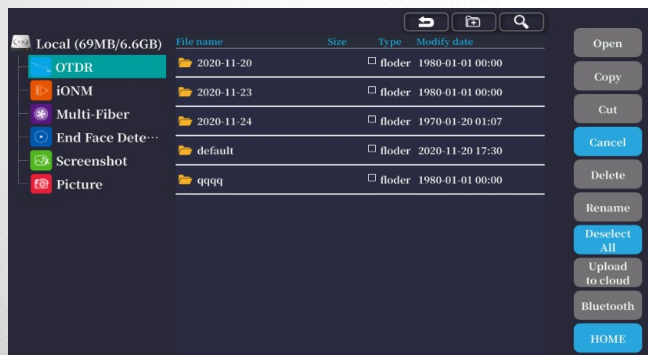 Local (69MB/6.6GB)
OTDR
iONM
Multi-Fiber
End Face Dete···
Screenshot
Picture
File name Size Type Modify date
2020-11-20 floder 1980-01-01 00:00
2020-11-23 floder 1980-01-01 00:00
2020-11-24 floder 1970-01-20 01:07
default floder 2020-11-20 17:30
qqqq floder 1980-01-01 00:00
Open
Copy
Cut
Cancel
Delete
Rename
Deselect
All
Upload
to cloud
Bluetooth
HOME